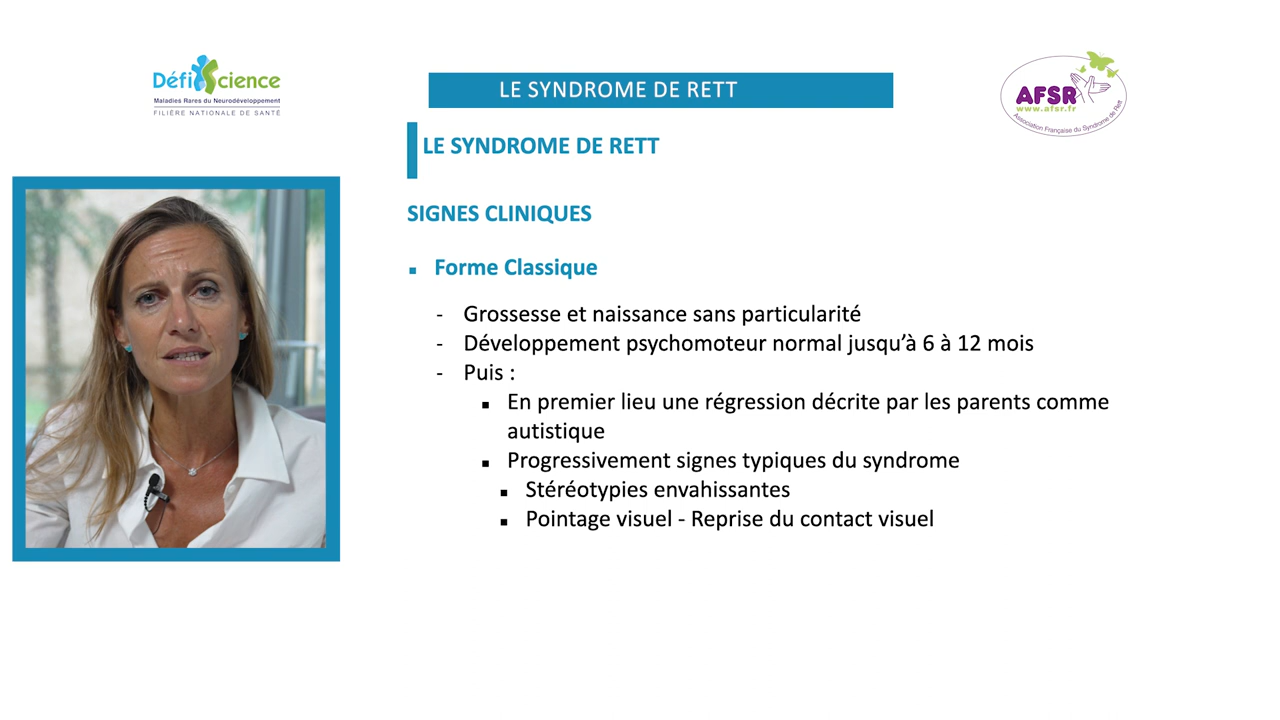 DéfiScience
Maladies Rares du Neurodéveloppement
FILIÈRE NATIONALE DE SANTÉ
LE SYNDROME DE RETT
AFSR
www.afsr.fr
Association Française du Syndrome de Rett
LE SYNDROME DE RETT
SIGNES CLINIQUES
▪ Forme Classique
- Grossesse et naissance sans particularité
- Développement psychomoteur normal jusqu’à 6 à 12 mois
- Puis :
▪ En premier lieu une régression décrite par les parents comme
autistique
▪ Progressivement signes typiques du syndrome
▪ Stéréotypies envahissantes
▪ Pointage visuel - Reprise du contact visuel